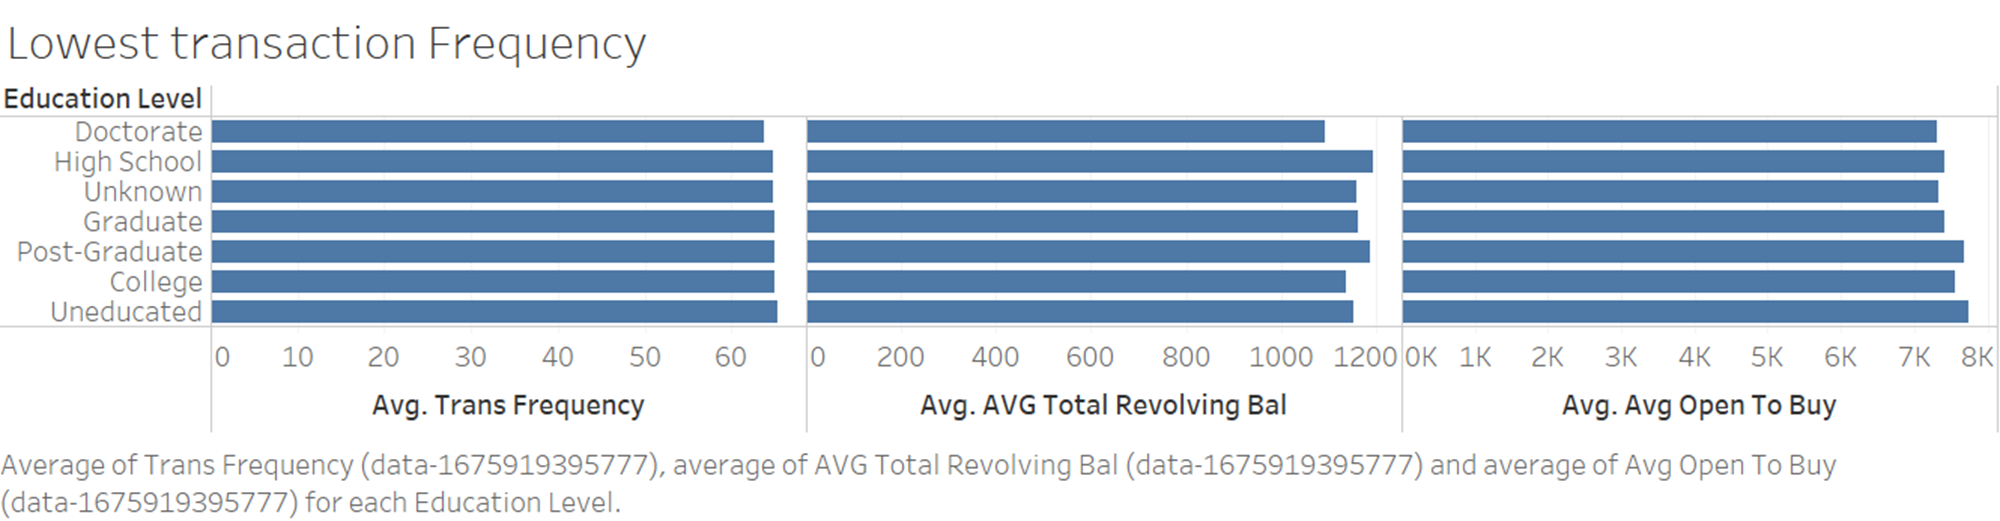 Lowest transaction Frequency
Education Level
Doctorate
High School
Unknown
Graduate
Post-Graduate
College
Uneducated
0 10 20 30 40 50 60 0 200 400 600 800 1000 1200 0K 1K 2K 3K 4K 5K 6K 7K 8K
Avg. Trans Frequency Avg. AVG Total Revolving Bal Avg. Avg Open To Buy
Average of Trans Frequency (data-1675919395777), average of AVG Total Revolving Bal (data-1675919395777) and average of Avg Open To Buy
(data-1675919395777) for each Education Level.